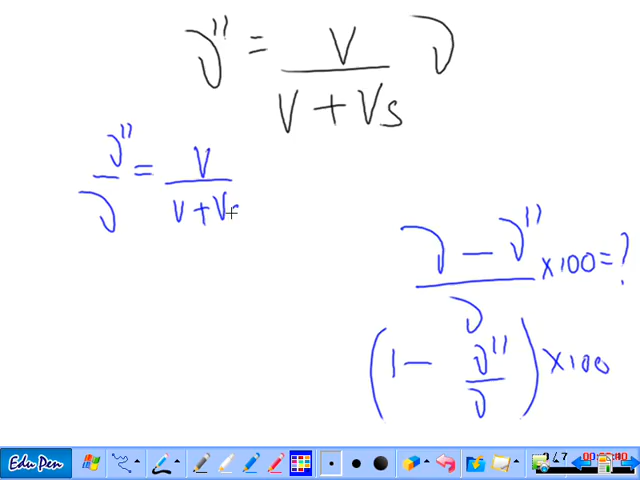 ν'' = V / (V + Vs) ν
ν'' / ν = V / (V + Vs)
(ν − ν'') / ν ×100 = ?
(1 − ν'' / ν) ×100
Edu Pen